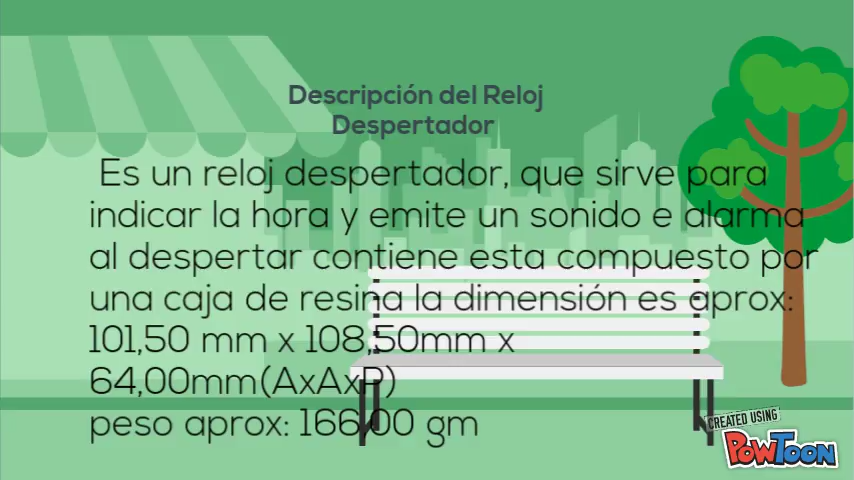 Descripción del Reloj
Despertador
Es un reloj despertador, que sirve para
indicar la hora y emite un sonido e alarma
al despertar contiene esta compuesto por
una caja de resina la dimensión es aprox:
101,50 mm x 108,50mm x
64,00mm(AxAxP)
peso aprox: 166,00 gm
CREATED USING
POWTOON